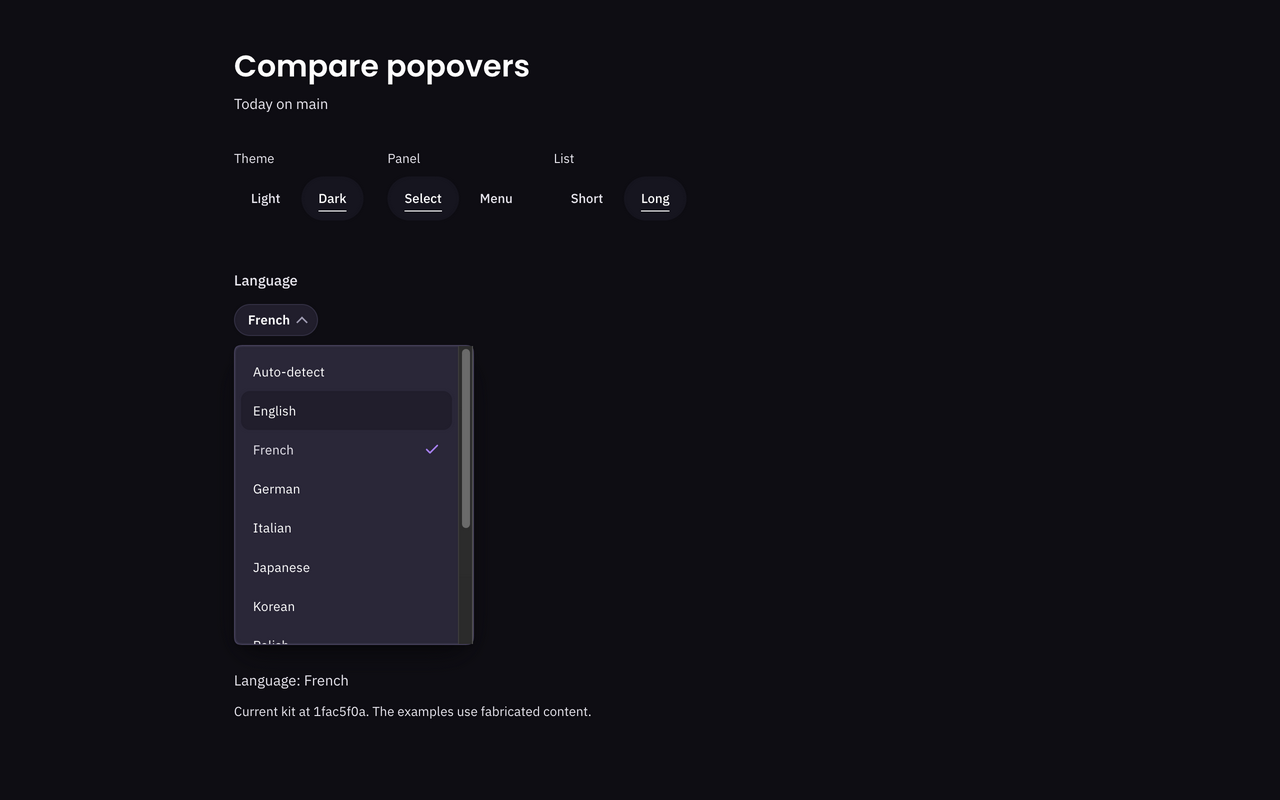 Compare popovers
Today on main
Theme Panel List
Light Dark Select Menu Short Long
Language
French
Auto-detect
English
French
German
Italian
Japanese
Korean
Polish
Language: French
Current kit at 1fac5f0a. The examples use fabricated content.